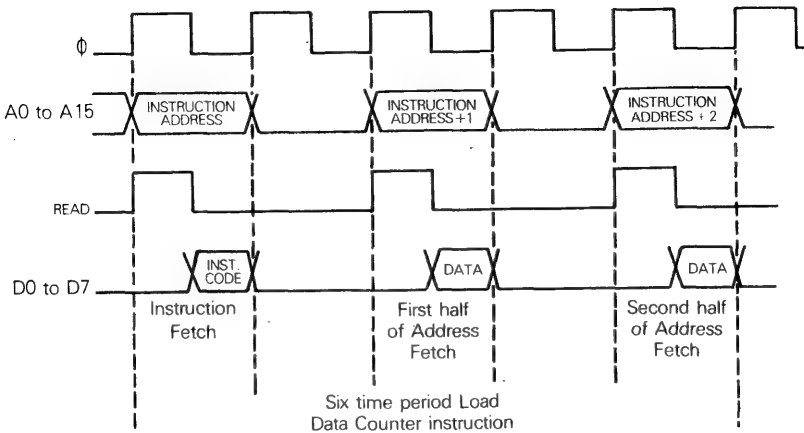 Φ
A0 to A15
INSTRUCTION
ADDRESS
INSTRUCTION
ADDRESS+1
INSTRUCTION
ADDRESS + 2
READ
D0 to D7
INST.
CODE
DATA
DATA
Instruction
Fetch
First half
of Address
Fetch
Second half
of Address
Fetch
Six time period Load
Data Counter instruction